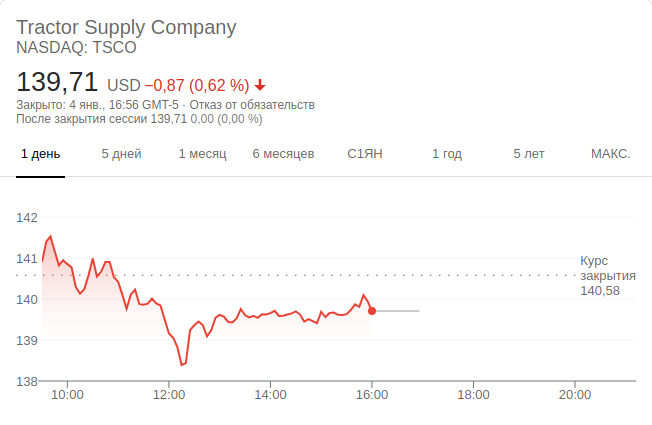 Tractor Supply Company
NASDAQ: TSCO
139,71 USD −0,87 (0,62 %)
Закрыто: 4 янв., 16:56 GMT-5 · Отказ от обязательств
После закрытия сессии 139,71 0,00 (0,00 %)
1 день 5 дней 1 месяц 6 месяцев С1ЯН 1 год 5 лет МАКС.
142
141
140
139
138
Курс
закрытия
140,58
10:00 12:00 14:00 16:00 18:00 20:00